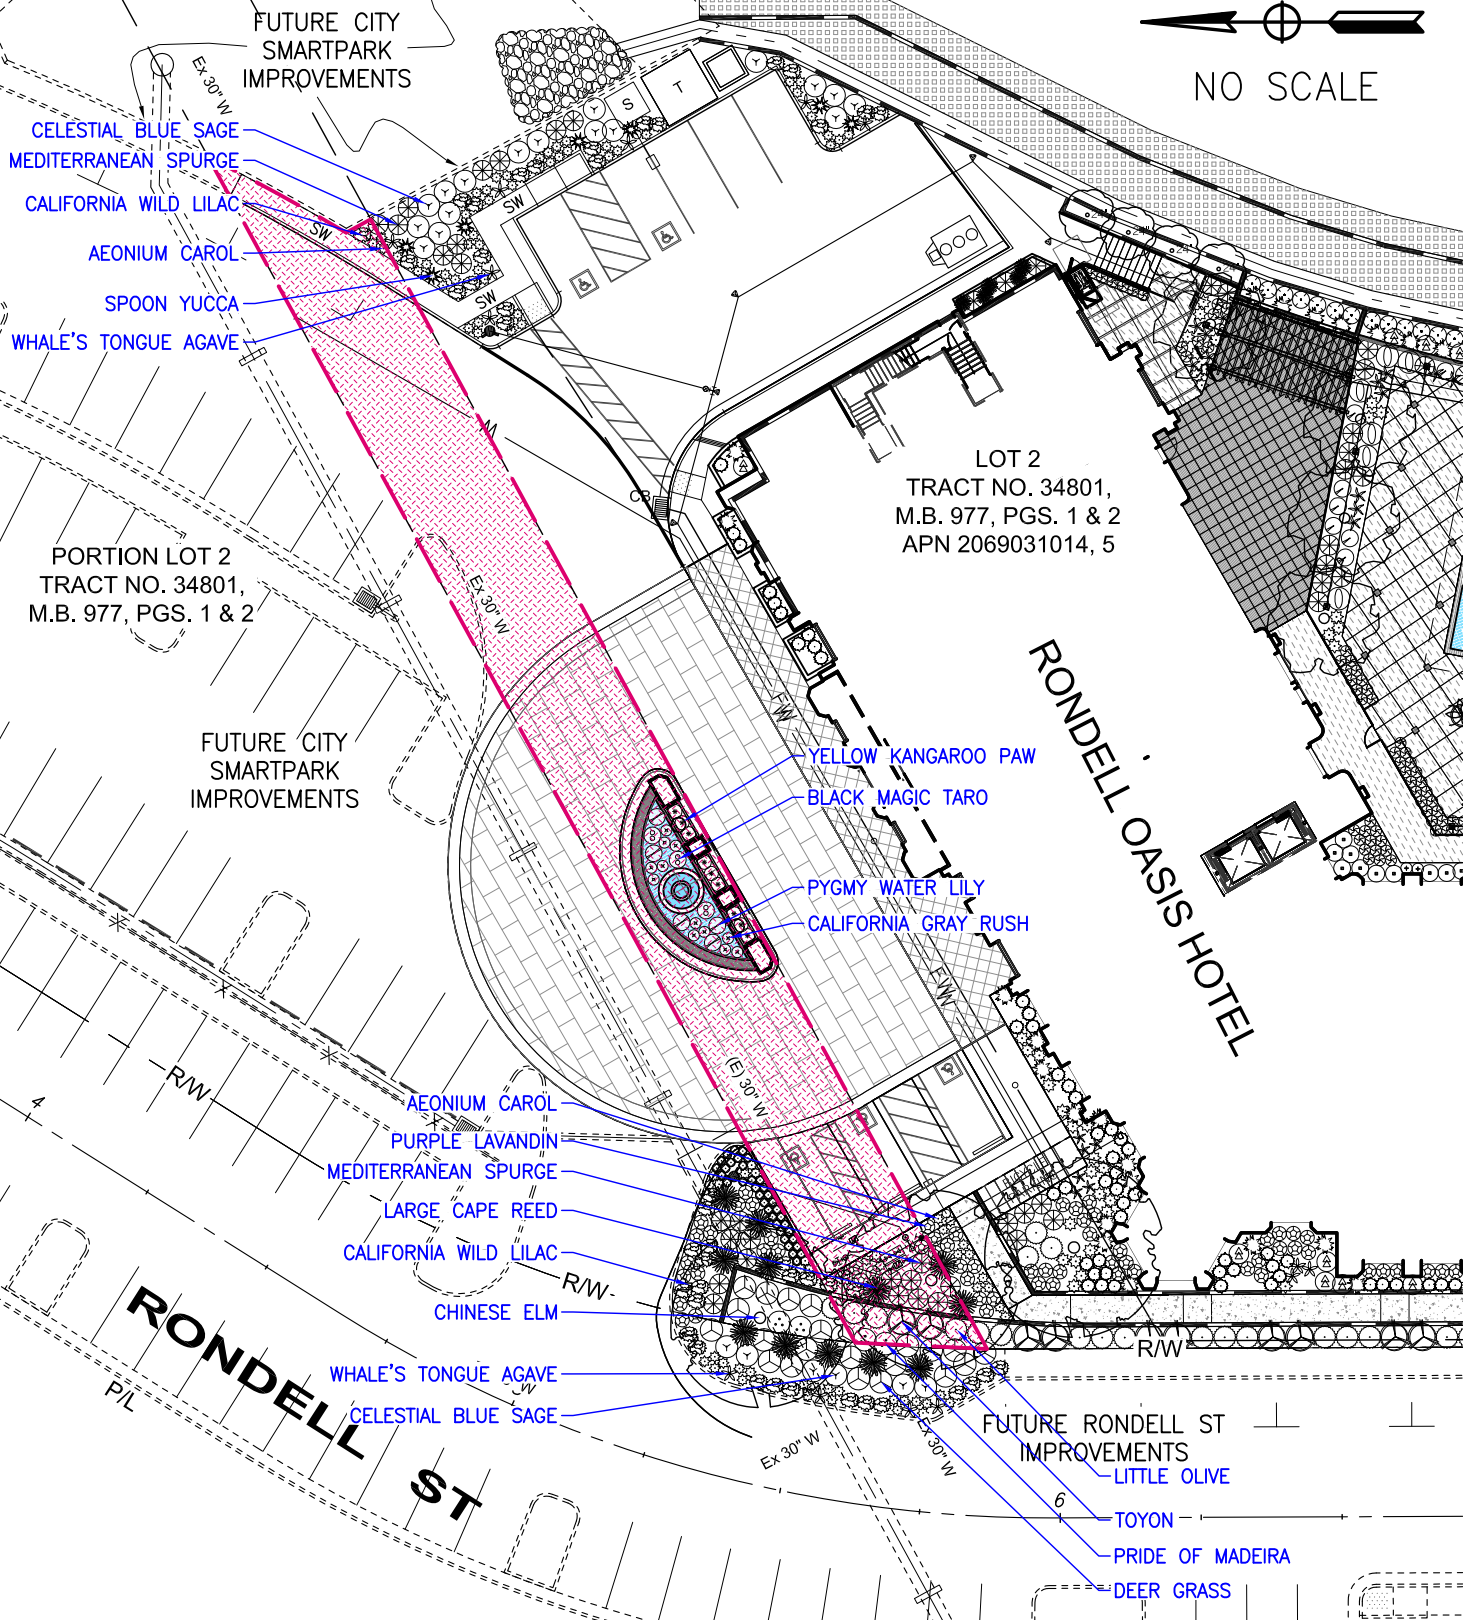 FUTURE CITY
SMARTPARK
IMPROVEMENTS
NO SCALE
Ex 30" W
S
T
CELESTIAL BLUE SAGE
MEDITERRANEAN SPURGE
CALIFORNIA WILD LILAC
AEONIUM CAROL
SPOON YUCCA
WHALE'S TONGUE AGAVE
SW
SW
SW
W
CB
LOT 2
TRACT NO. 34801,
M.B. 977, PGS. 1 & 2
APN 2069031014, 5
PORTION LOT 2
TRACT NO. 34801,
M.B. 977, PGS. 1 & 2
Ex 30" W
FUTURE CITY
SMARTPARK
IMPROVEMENTS
FW
YELLOW KANGAROO PAW
BLACK MAGIC TARO
PYGMY WATER LILY
CALIFORNIA GRAY RUSH
RONDELL OASIS HOTEL
FW
(E) 30" W
R/W
4
AEONIUM CAROL
PURPLE LAVANDIN
MEDITERRANEAN SPURGE
LARGE CAPE REED
CALIFORNIA WILD LILAC
R/W
CHINESE ELM
WHALE'S TONGUE AGAVE
CELESTIAL BLUE SAGE
R/W
RONDELL ST
P/L
Ex 30" W
Ex 30" W
FUTURE RONDELL ST
IMPROVEMENTS
LITTLE OLIVE
6
TOYON
PRIDE OF MADEIRA
DEER GRASS